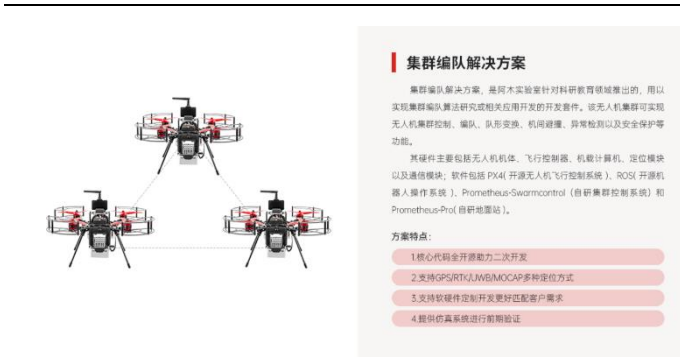 集群编队解决方案
集群编队解决方案，是阿木实验室针对科研教育领域推出的，用以
实现集群编队算法研究或相关应用开发的开发套件。该无人机集群可实现
无人机集群控制、编队、队形变换、机间避撞、异常检测以及安全保护等
功能。
其硬件主要包括无人机机体、飞行控制器、机载计算机、定位模块
以及通信模块；软件包括PX4( 开源无人机飞行控制系统 )、ROS( 开源机
器人操作系统 )、Prometheus-Swarmcontrol（自研集群控制系统）和
Prometheus-Pro( 自研地面站 )。
方案特点：
1.核心代码全开源助力二次开发
2.支持GPS/RTK/UWB/MOCAP多种定位方式
3.支持软硬件定制开发更好匹配客户需求
4.提供仿真系统进行前期验证